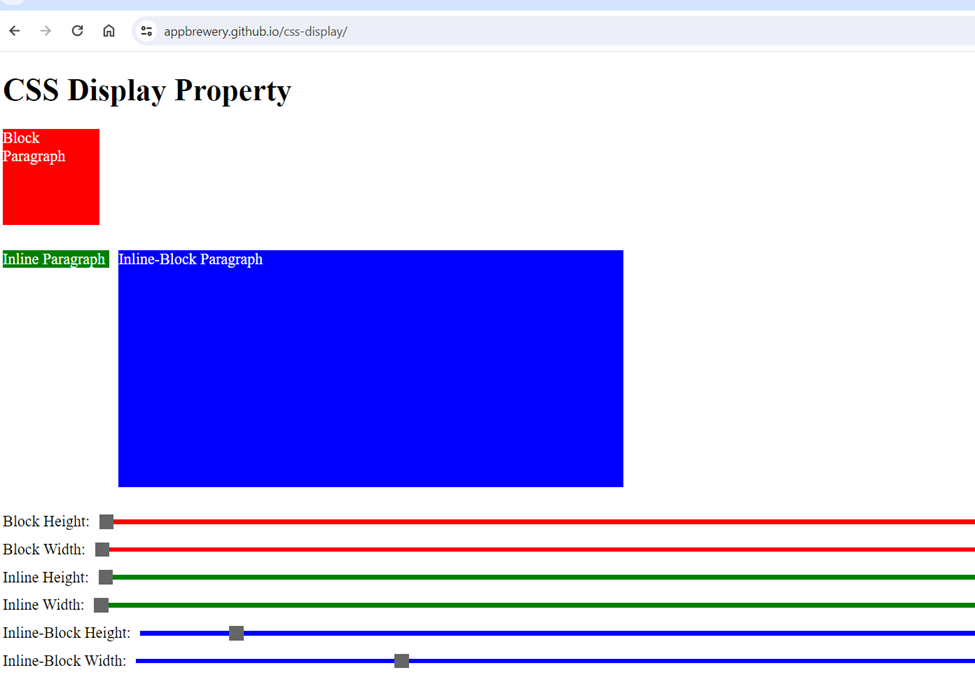 appbrewery.github.io/css-display/
CSS Display Property
Block
Paragraph
Inline Paragraph
Inline-Block Paragraph
Block Height:
Block Width:
Inline Height:
Inline Width:
Inline-Block Height:
Inline-Block Width: